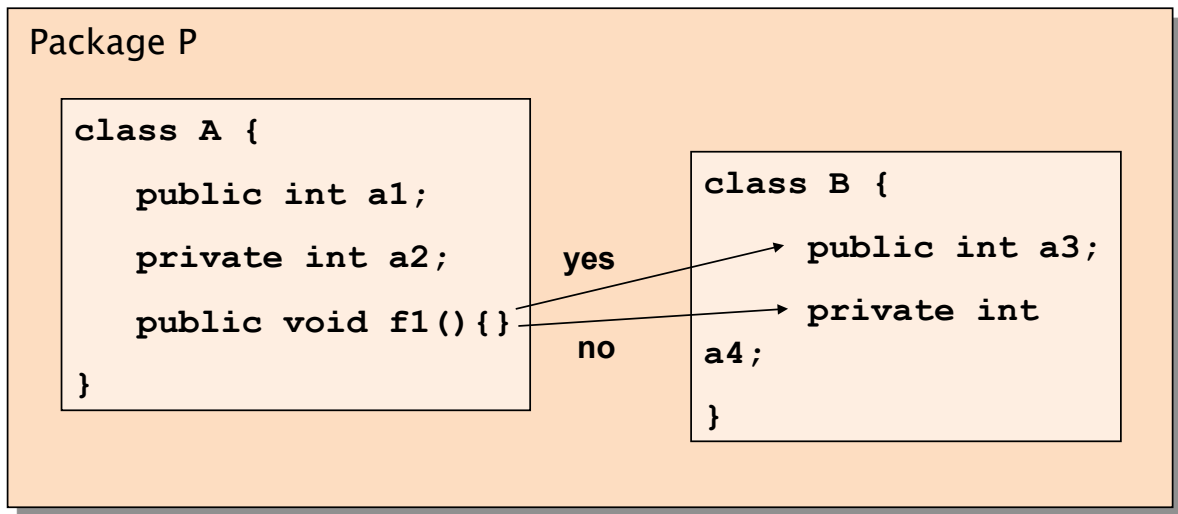 Package P
class A {
public int a1;
private int a2;
public void f1(){}
}
yes
no
class B {
public int a3;
private int
a4;
}